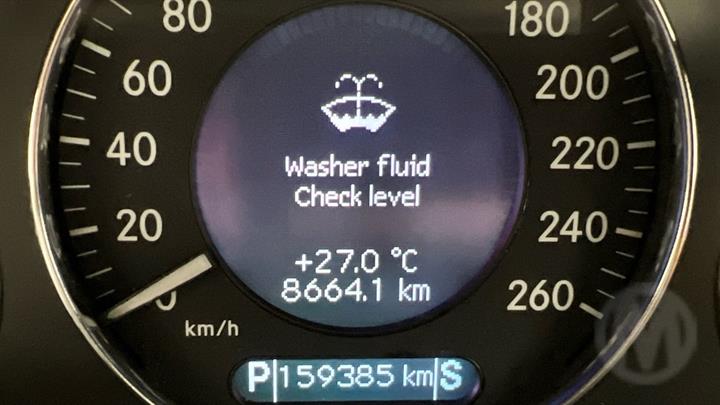 80
180
60
200
40
220
Washer fluid
Check level
20
240
+27.0 °C
8664.1 km
0
260
km/h
P 159385 km S